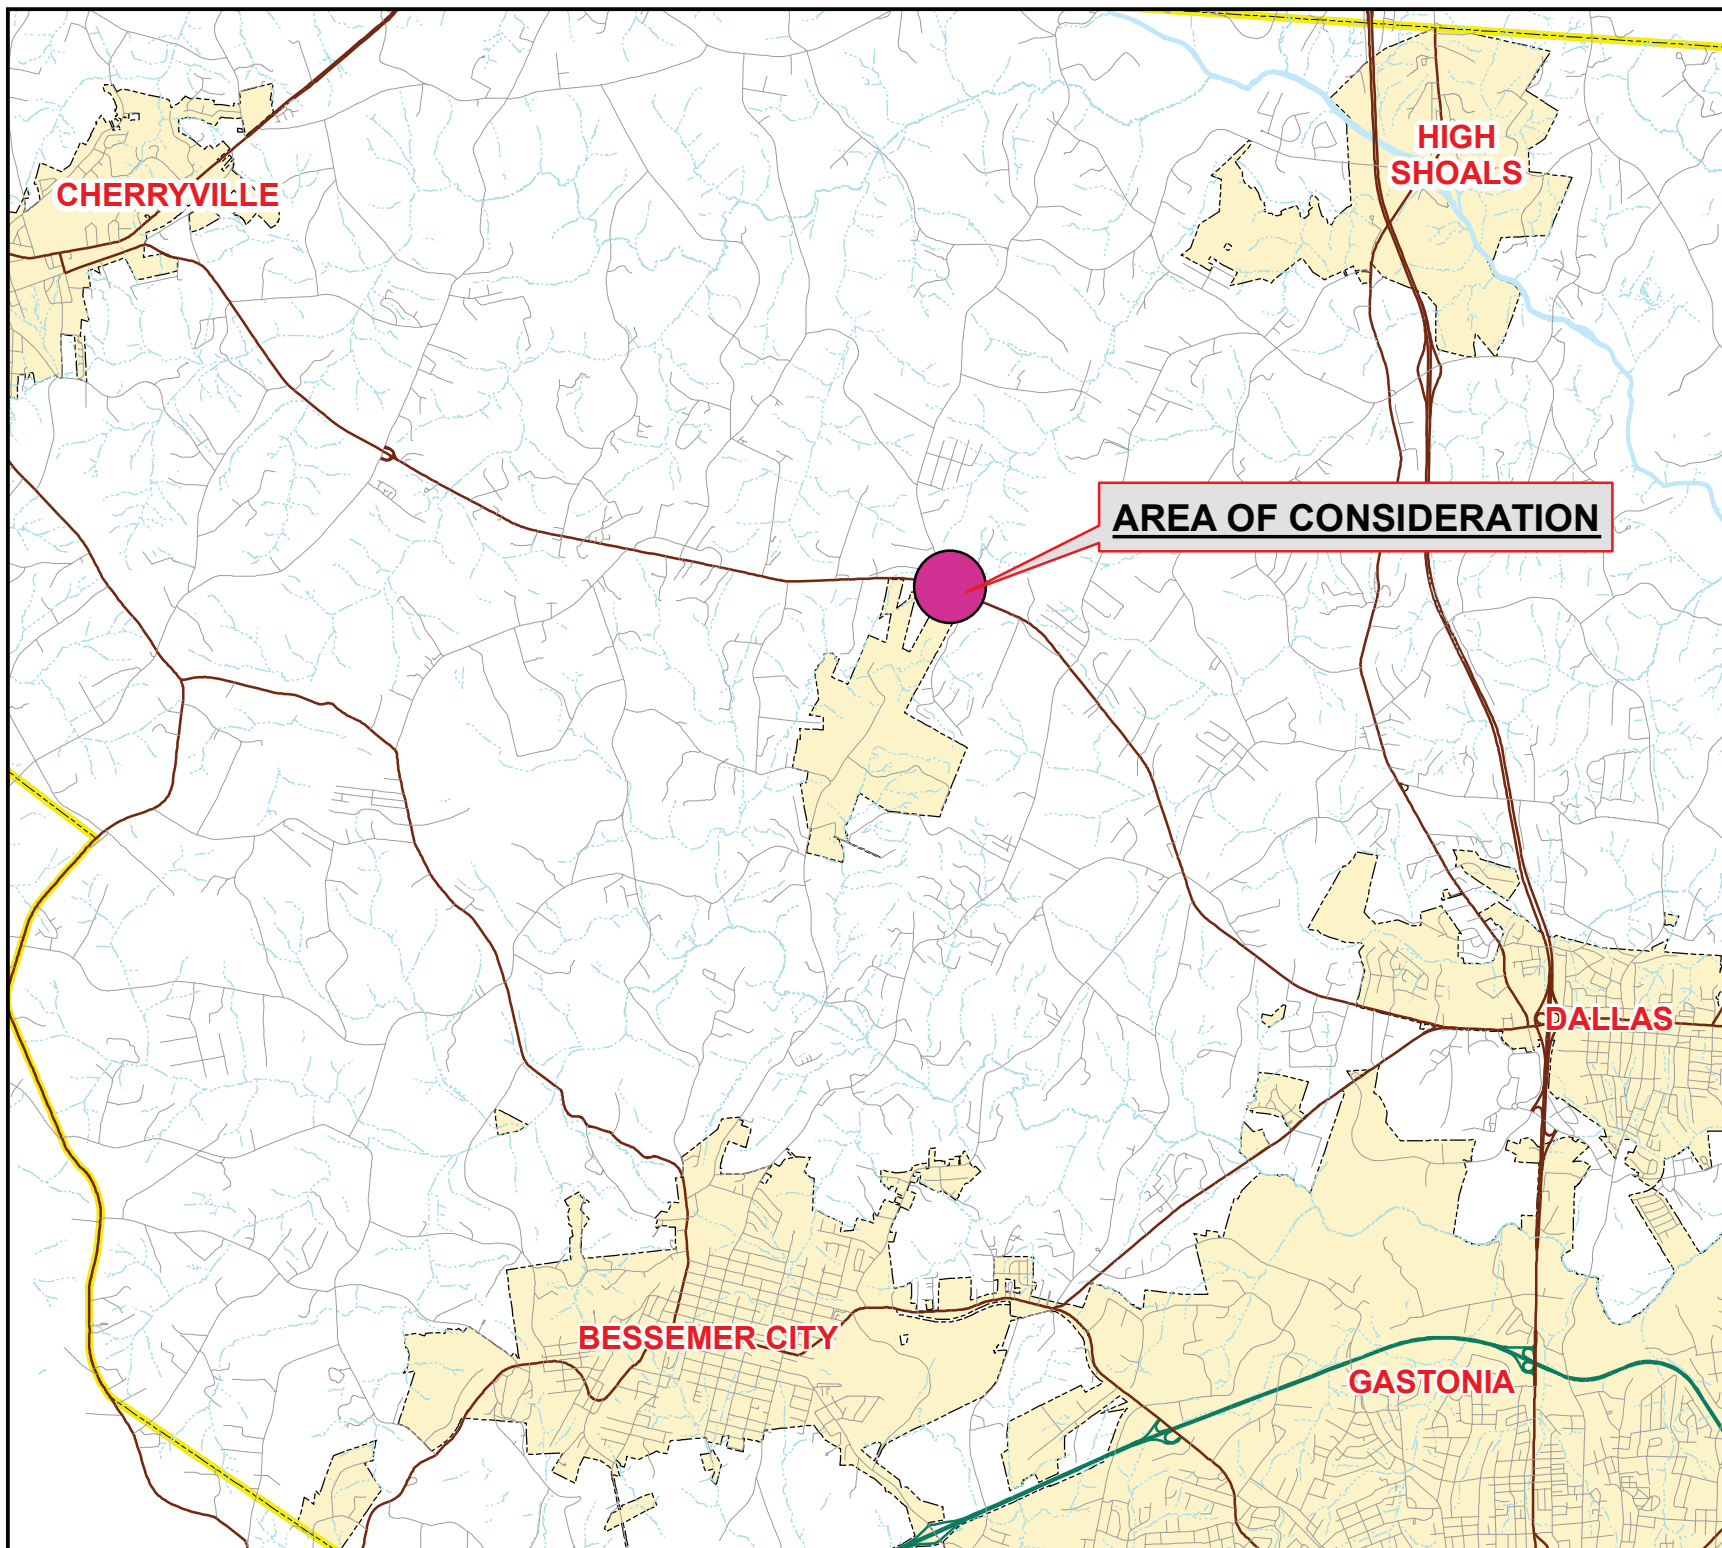 HIGH
SHOALS
CHERRYVILLE
AREA OF CONSIDERATION
DALLAS
BESSEMER CITY
GASTONIA